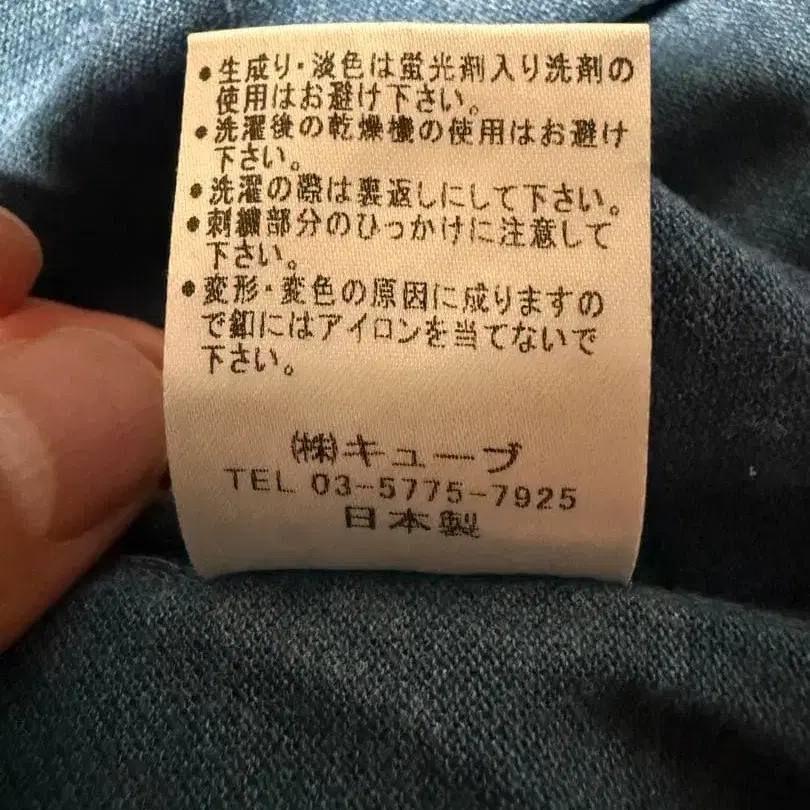 ●生成り・淡色は蛍光剤入り洗剤の
使用はお避け下さい。
●洗濯後の乾燥機の使用はお避け
下さい。
●洗濯の際は裏返しにして下さい。
●刺繍部分のひっかけに注意して
下さい。
●変形・変色の原因に成りますの
で釦にはアイロンを当てないで
下さい。
㈱キューブ
TEL 03-5775-7925
日本製